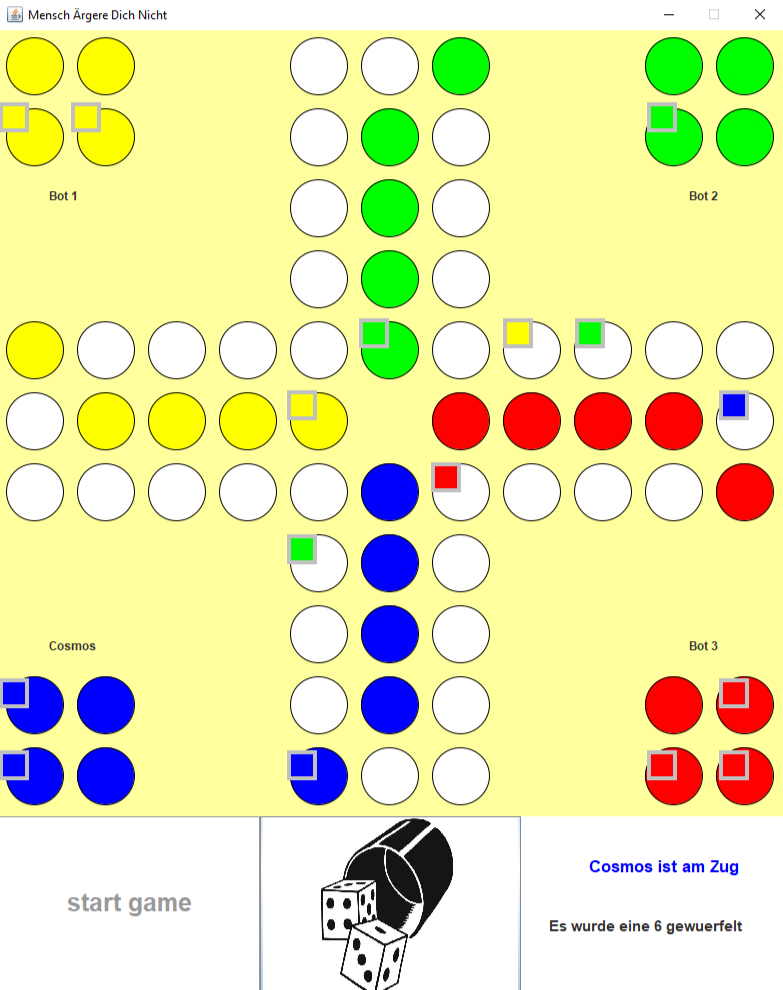 Mensch Ärgere Dich Nicht
Bot 1
Bot 2
Cosmos
Bot 3
start game
Cosmos ist am Zug
Es wurde eine 6 gewuerfelt